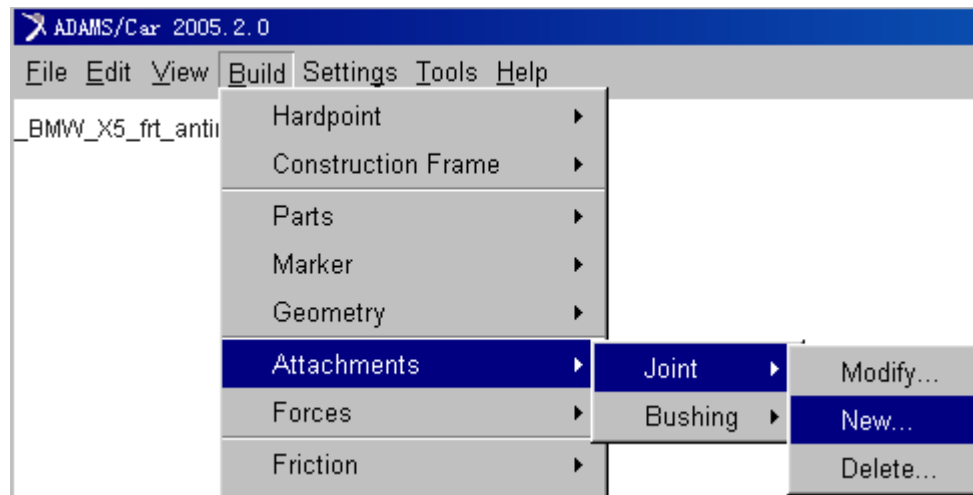 ADAMS/Car 2005.2.0
File Edit View Build Settings Tools Help
_BMW_X5_frt_anti
Hardpoint
Construction Frame
Parts
Marker
Geometry
Attachments
Forces
Friction
Joint
Bushing
Modify...
New...
Delete...